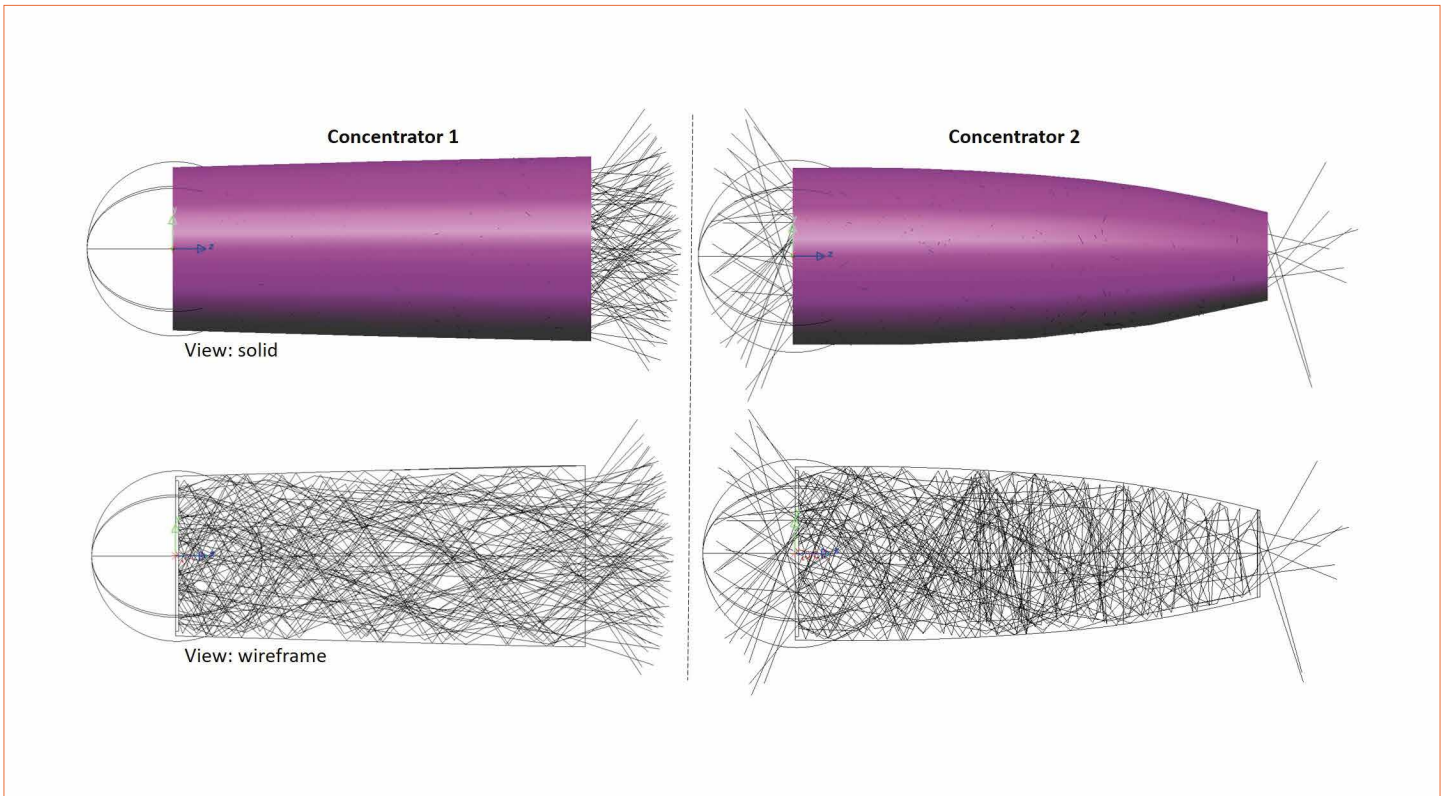 Concentrator 1
Concentrator 2
y
z
y
z
View: solid
View: wireframe